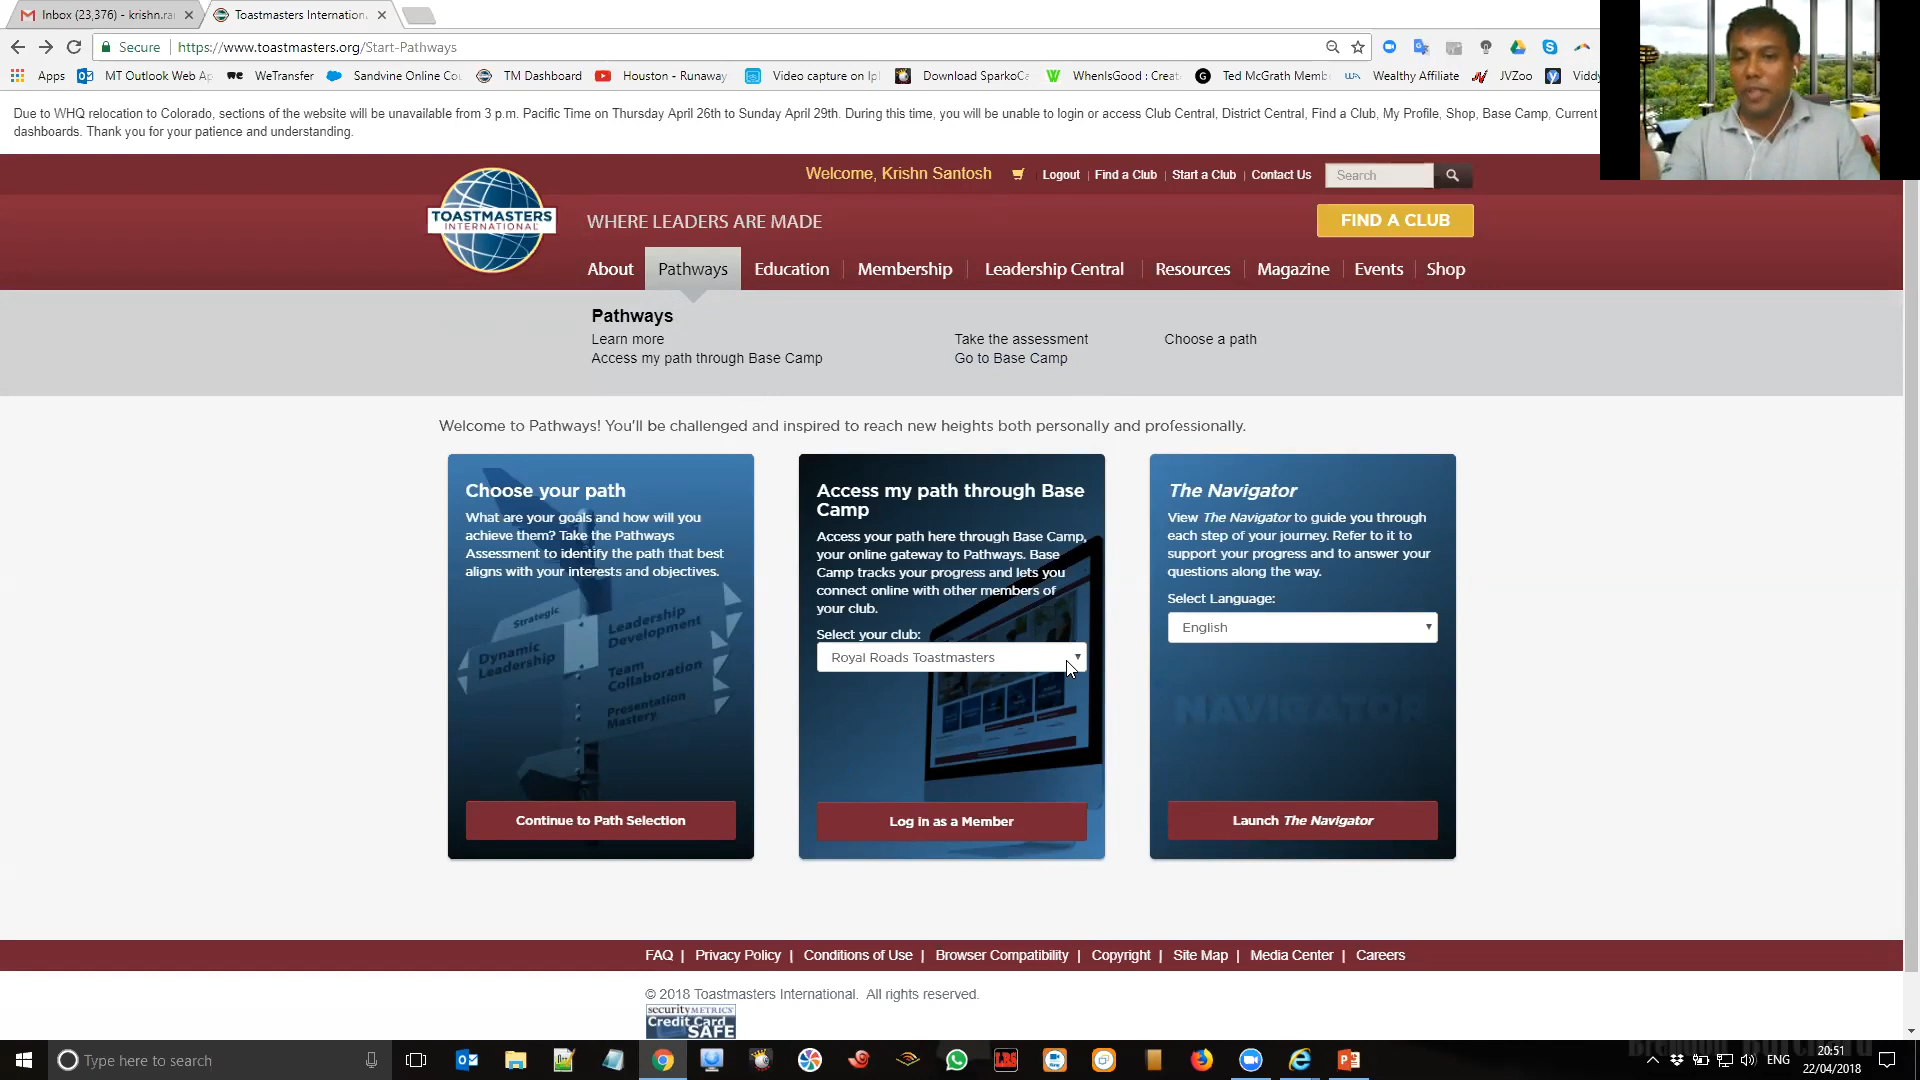 Inbox (23,376) - krishn.ra
Toastmasters Internation
Secure
https://www.toastmasters.org/Start-Pathways
Apps
MT Outlook Web Ap
WeTransfer
Sandvine Online Co
TM Dashboard
Houston - Runaway
Video capture on Ip
Download SparkoCa
WhenIsGood : Creat
Ted McGrath Memb
Wealthy Affiliate
JVZoo
Viddy
Due to WHQ relocation to Colorado, sections of the website will be unavailable from 3 p.m. Pacific Time on Thursday April 26th to Sunday April 29th. During this time, you will be unable to login or access Club Central, District Central, Find a Club, My Profile, Shop, Base Camp, Current
dashboards. Thank you for your patience and understanding.
Welcome, Krishn Santosh
Logout
Find a Club
Start a Club
Contact Us
Search
TOASTMASTERS
INTERNATIONAL
WHERE LEADERS ARE MADE
FIND A CLUB
About
Pathways
Education
Membership
Leadership Central
Resources
Magazine
Events
Shop
Pathways
Learn more
Take the assessment
Choose a path
Access my path through Base Camp
Go to Base Camp
Welcome to Pathways! You'll be challenged and inspired to reach new heights both personally and professionally.
Choose your path
What are your goals and how will you
achieve them? Take the Pathways
Assessment to identify the path that best
aligns with your interests and objectives.
Strategic
Leadership
Development
Dynamic
Leadership
Team
Collaboration
Presentation
Mastery
Continue to Path Selection
Access my path through Base
Camp
Access your path here through Base Camp,
your online gateway to Pathways. Base
Camp tracks your progress and lets you
connect online with other members of
your club.
Select your club:
Royal Roads Toastmasters
Log in as a Member
The Navigator
View The Navigator to guide you through
each step of your journey. Refer to it to
support your progress and to answer your
questions along the way.
Select Language:
English
NAVIGATOR
Launch The Navigator
FAQ | Privacy Policy | Conditions of Use | Browser Compatibility | Copyright | Site Map | Media Center | Careers
© 2018 Toastmasters International. All rights reserved.
securityMETRICS
Credit Card
SAFE
Type here to search
ENG
20:51
22/04/2018